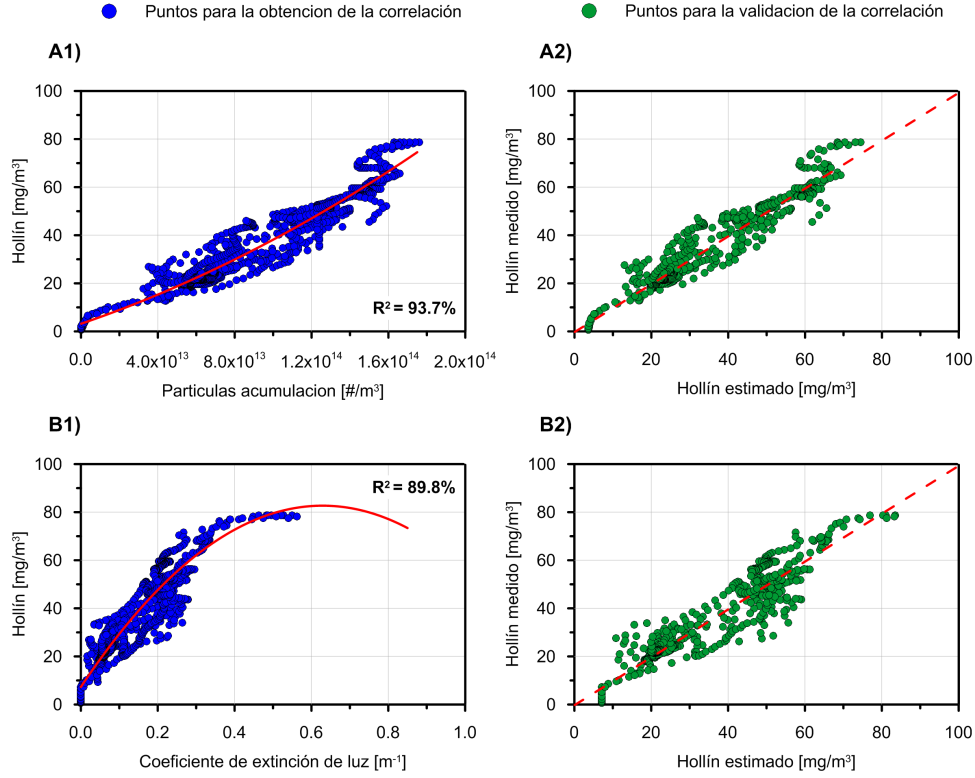 Puntos para la obtencion de la correlación
Puntos para la validacion de la correlación
A1)
A2)
Hollín [mg/m³]
100
80
60
40
20
0
R² = 93.7%
0.0
4.0x10¹³
8.0x10¹³
1.2x10¹⁴
1.6x10¹⁴
2.0x10¹⁴
Particulas acumulacion [#/m³]
Hollín medido [mg/m³]
100
80
60
40
20
0
0
20
40
60
80
100
Hollín estimado [mg/m³]
B1)
B2)
Hollín [mg/m³]
100
80
60
40
20
0
R² = 89.8%
0.0
0.2
0.4
0.6
0.8
1.0
Coeficiente de extinción de luz [m⁻¹]
Hollín medido [mg/m³]
100
80
60
40
20
0
0
20
40
60
80
100
Hollín estimado [mg/m³]